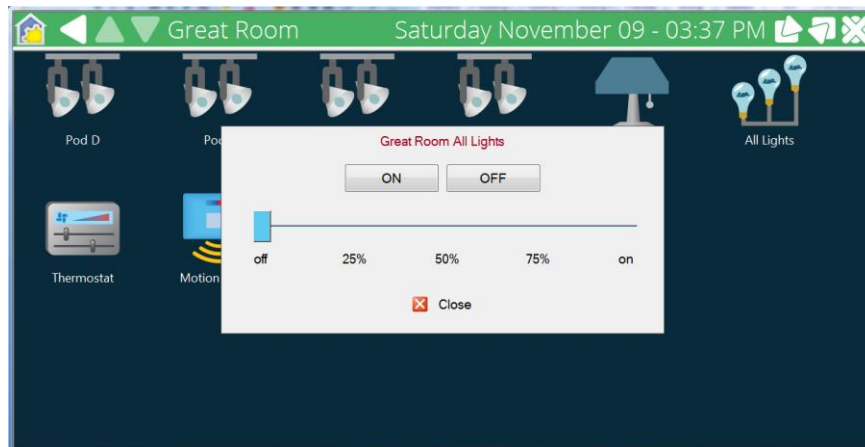 Great Room Saturday November 09 - 03:37 PM
Pod D
All Lights
Great Room All Lights
ON OFF
off 25% 50% 75% on
Thermostat
Motion
Close